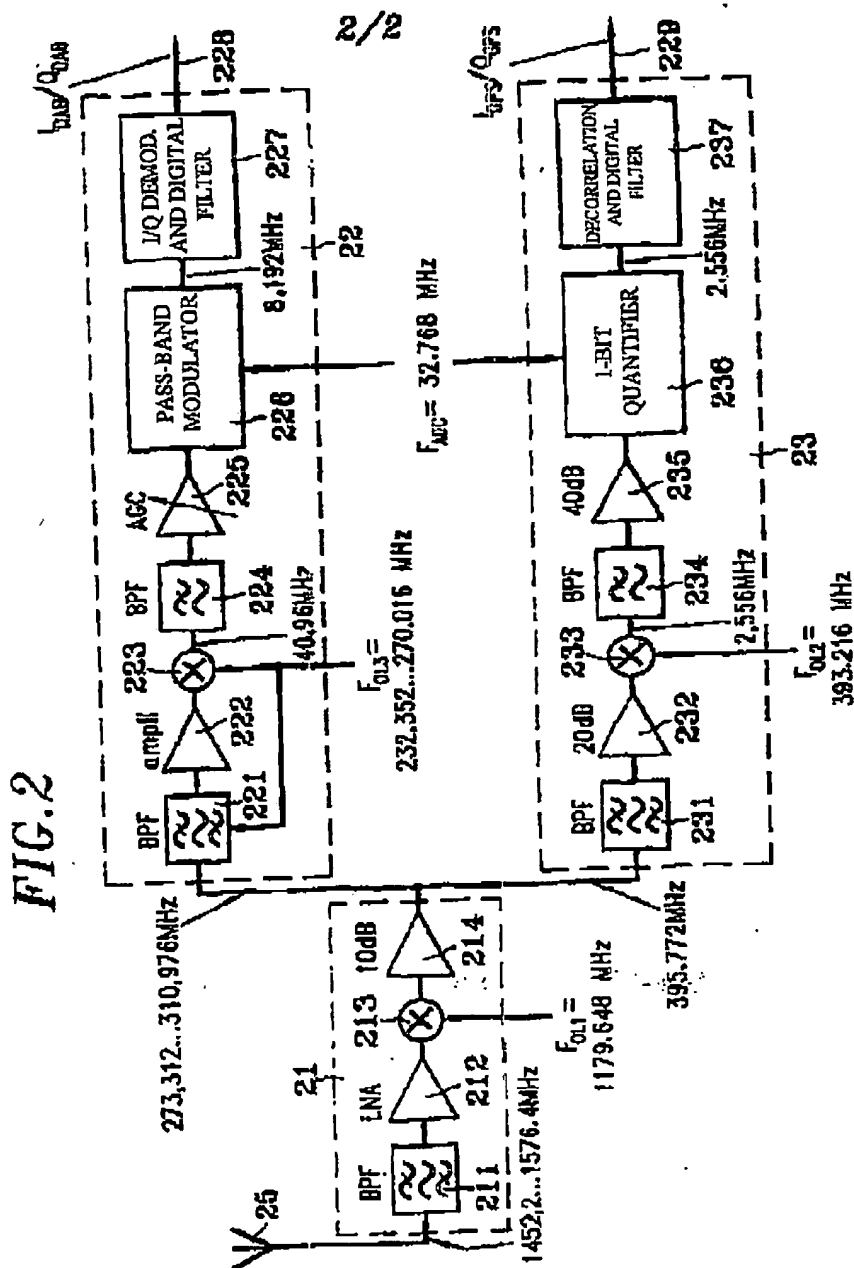 2/2
FIG.2
25
1452,2...1576.4MHz
21
BPF
211
LNA
212
213
F_OL1 =
1179.648 MHz
10dB
214
273,312...310,976MHz
395.772MHz
BPF
221
ampli
222
223
40,96MHz
F_OL3 =
232,352...270.016 MHz
BPF
224
AGC
225
PASS-BAND
MODULATOR
226
8,192MHz
I/Q DEMOD.
AND DIGITAL
FILTER
227
22
I_DAB/Q_DAB
228
F_ADC = 32.768 MHz
BPF
231
20dB
232
233
2,556MHz
F_OL2 =
393.216 MHz
BPF
234
40dB
235
1-BIT
QUANTIFIER
236
2,556MHz
DECORRELATION
AND DIGITAL
FILTER
237
23
I_GPS/Q_GPS
229